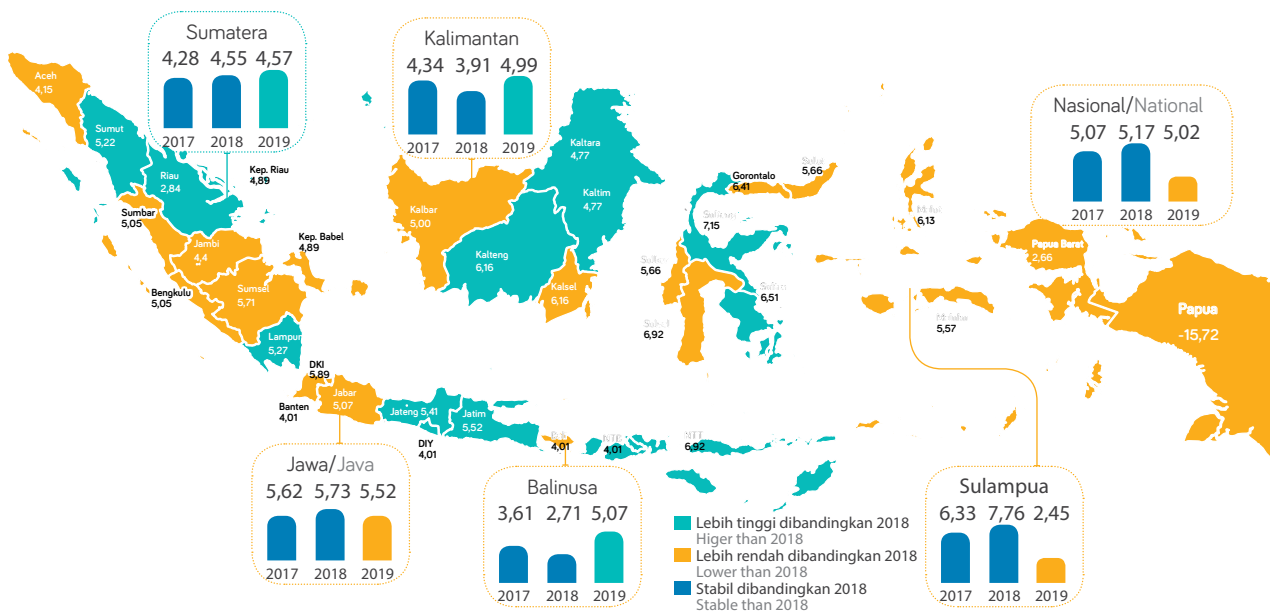 Sumatera
4,28 4,55 4,57
2017 2018 2019
Kalimantan
4,34 3,91 4,99
2017 2018 2019
Nasional/National
5,07 5,17 5,02
2017 2018 2019
Aceh
4,15
Sumut
5,22
Riau
2,84
Kep. Riau
4,89
Sumbar
5,05
Jambi
4,4
Kep. Babel
4,89
Bengkulu
5,05
Sumsel
5,71
Lampun
5,27
Kalbar
5,00
Kaltara
4,77
Kaltim
4,77
Kalteng
6,16
Kalsel
6,16
Gorontalo
6,41
5,66
7,15
5,66
6,51
6,92
6,13
5,57
Papua Barat
2,66
Papua
-15,72
DKI
5,89
Banten
4,01
Jabar
5,07
Jateng 5,41
DIY
4,01
Jatim
5,52
4,01
NTB
4,01
NTT
6,92
Jawa/Java
5,62 5,73 5,52
2017 2018 2019
Balinusa
3,61 2,71 5,07
2017 2018 2019
Lebih tinggi dibandingkan 2018
Higer than 2018
Lebih rendah dibandingkan 2018
Lower than 2018
Stabil dibandingkan 2018
Stable than 2018
Sulampua
6,33 7,76 2,45
2017 2018 2019